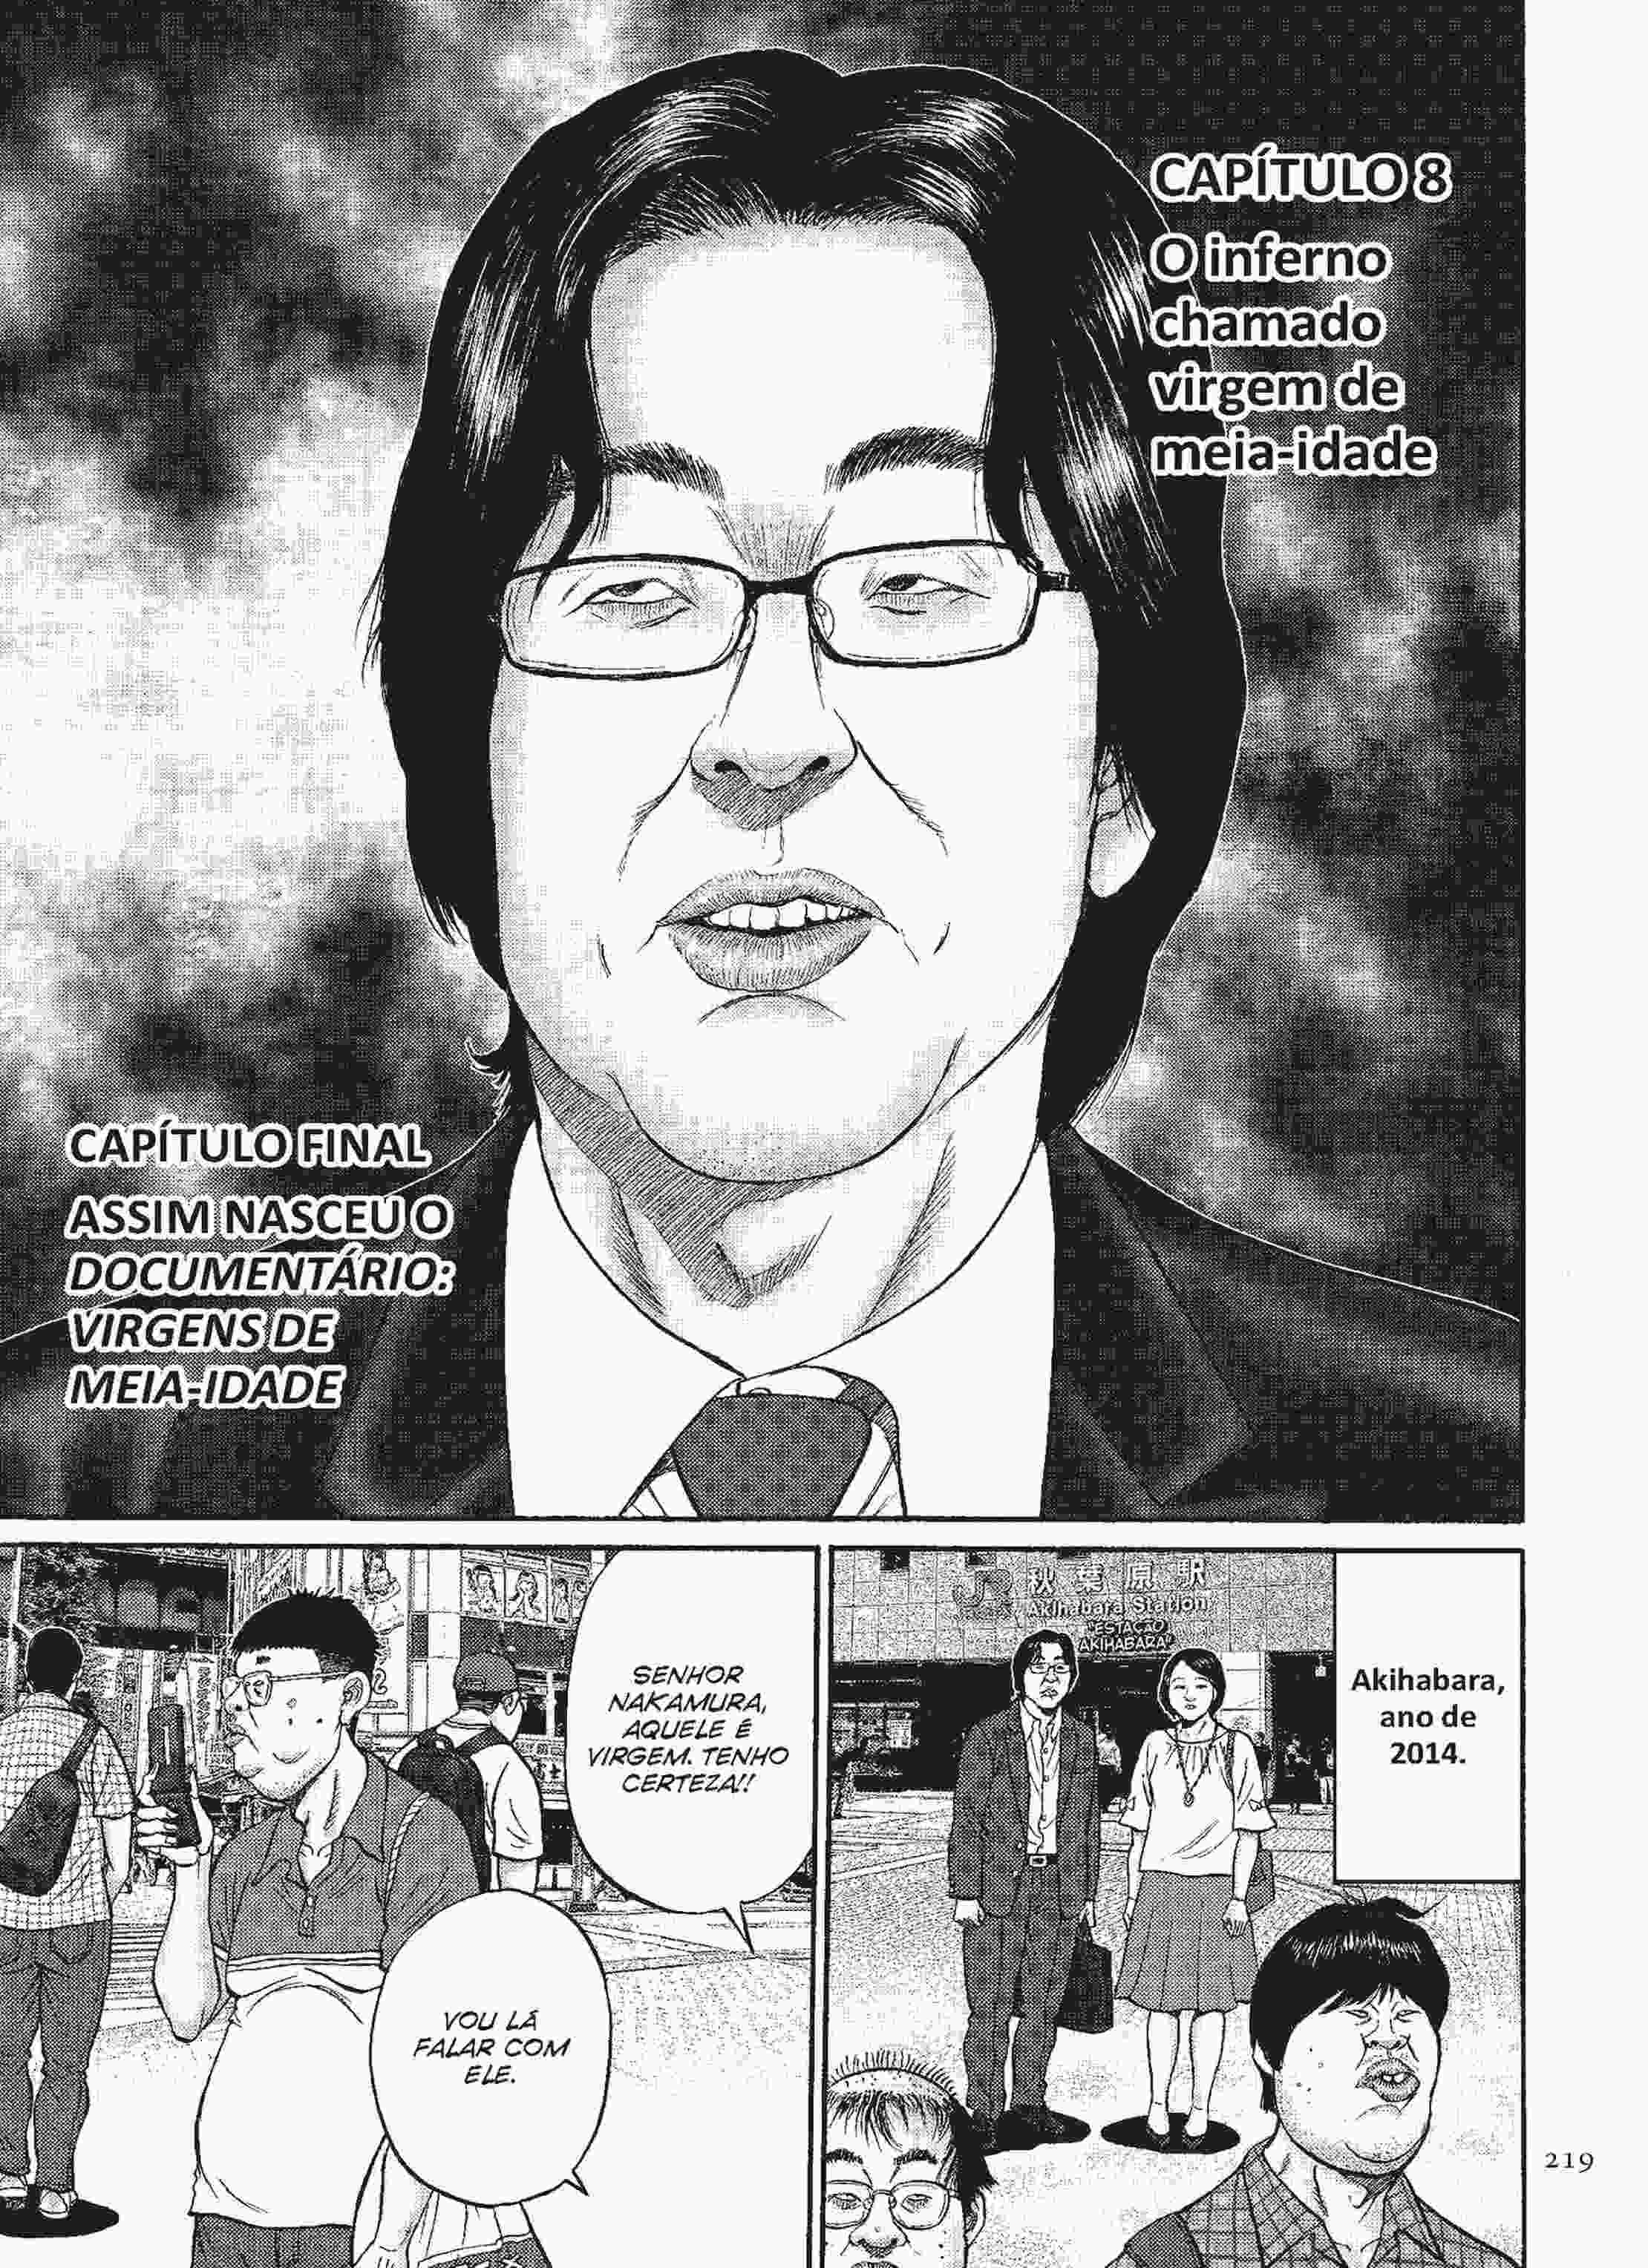 CAPÍTULO 8
O inferno
chamado
virgem de
meia-idade
CAPÍTULO FINAL
ASSIM NASCEU O
DOCUMENTÁRIO:
VIRGENS DE
MEIA-IDADE
Akihabara,
ano de
2014.
JR
秋葉原駅
Akihabara Station
"ESTAÇÃO
AKIHABARA"
SENHOR
NAKAMURA,
AQUELE É
VIRGEM. TENHO
CERTEZA!!
VOU LÁ
FALAR COM
ELE.
219